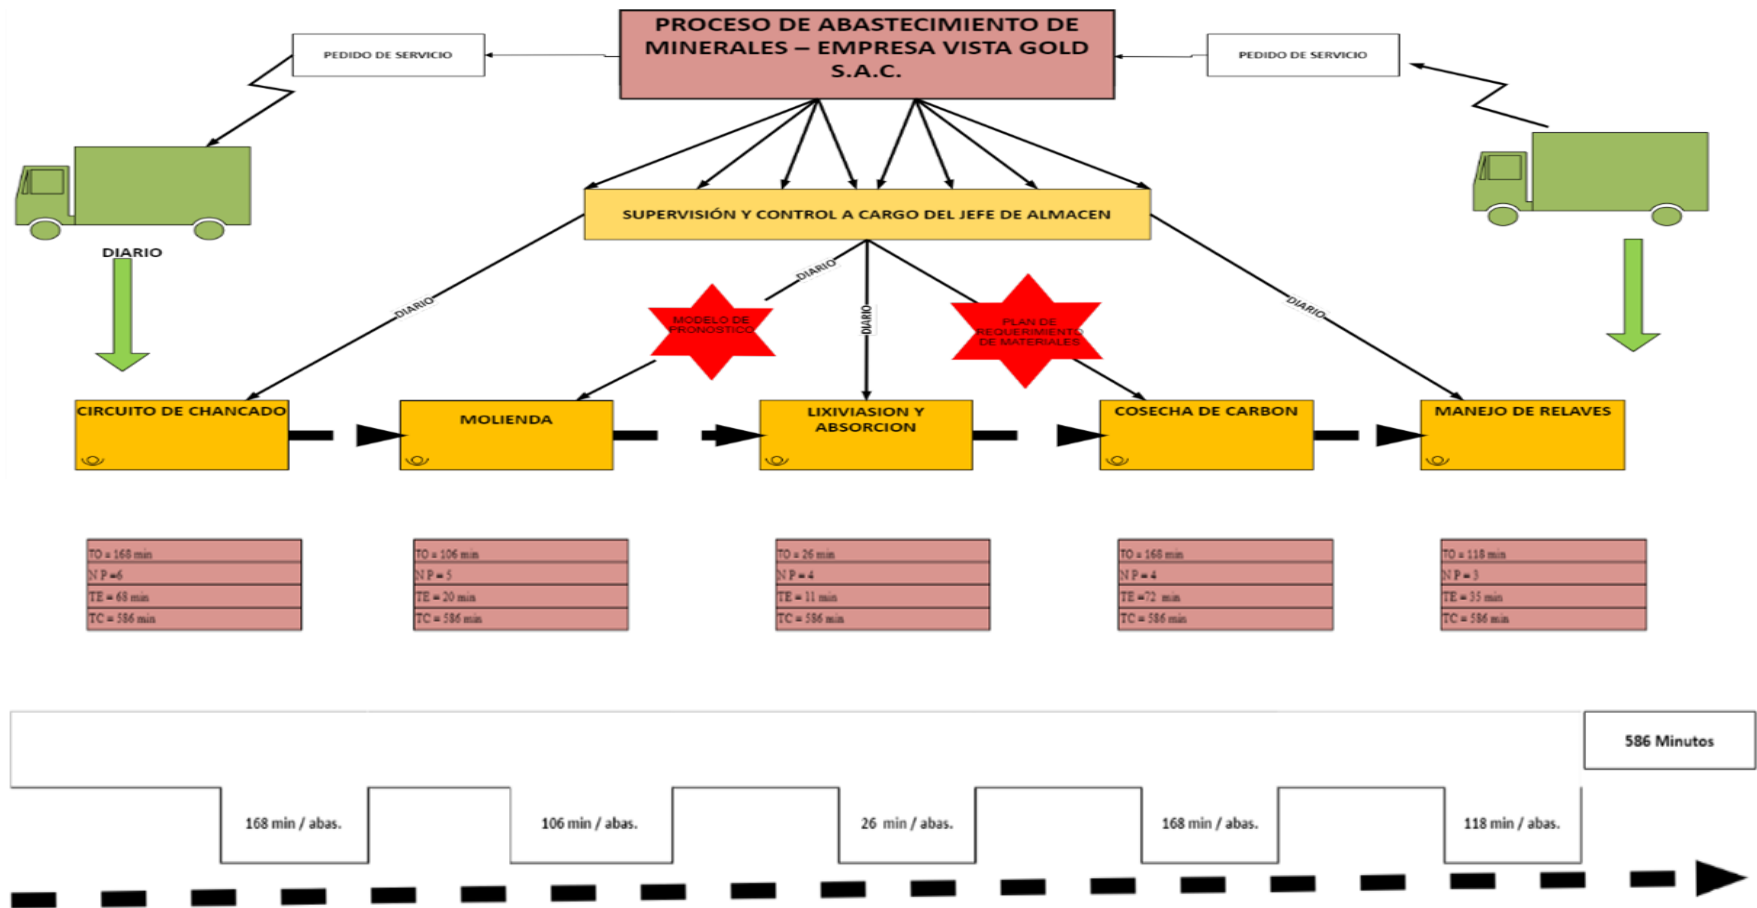 PROCESO DE ABASTECIMIENTO DE
MINERALES – EMPRESA VISTA GOLD
S.A.C.
PEDIDO DE SERVICIO
PEDIDO DE SERVICIO
SUPERVISIÓN Y CONTROL A CARGO DEL JEFE DE ALMACEN
DIARIO
DIARIO
DIARIO
DIARIO
DIARIO
MODELO DE
PRONOSTICO
PLAN DE
REQUERIMIENTO
DE MATERIALES
CIRCUITO DE CHANCADO
MOLIENDA
LIXIVIASION Y
ABSORCION
COSECHA DE CARBON
MANEJO DE RELAVES
TO = 168 min
N P =6
TE = 68 min
TC = 586 min
TO = 106 min
N P = 5
TE = 20 min
TC = 586 min
TO = 26 min
N P = 4
TE = 11 min
TC = 586 min
TO = 168 min
N P = 4
TE =72 min
TC = 586 min
TO = 118 min
N P = 3
TE = 35 min
TC = 586 min
586 Minutos
168 min / abas.
106 min / abas.
26 min / abas.
168 min / abas.
118 min / abas.